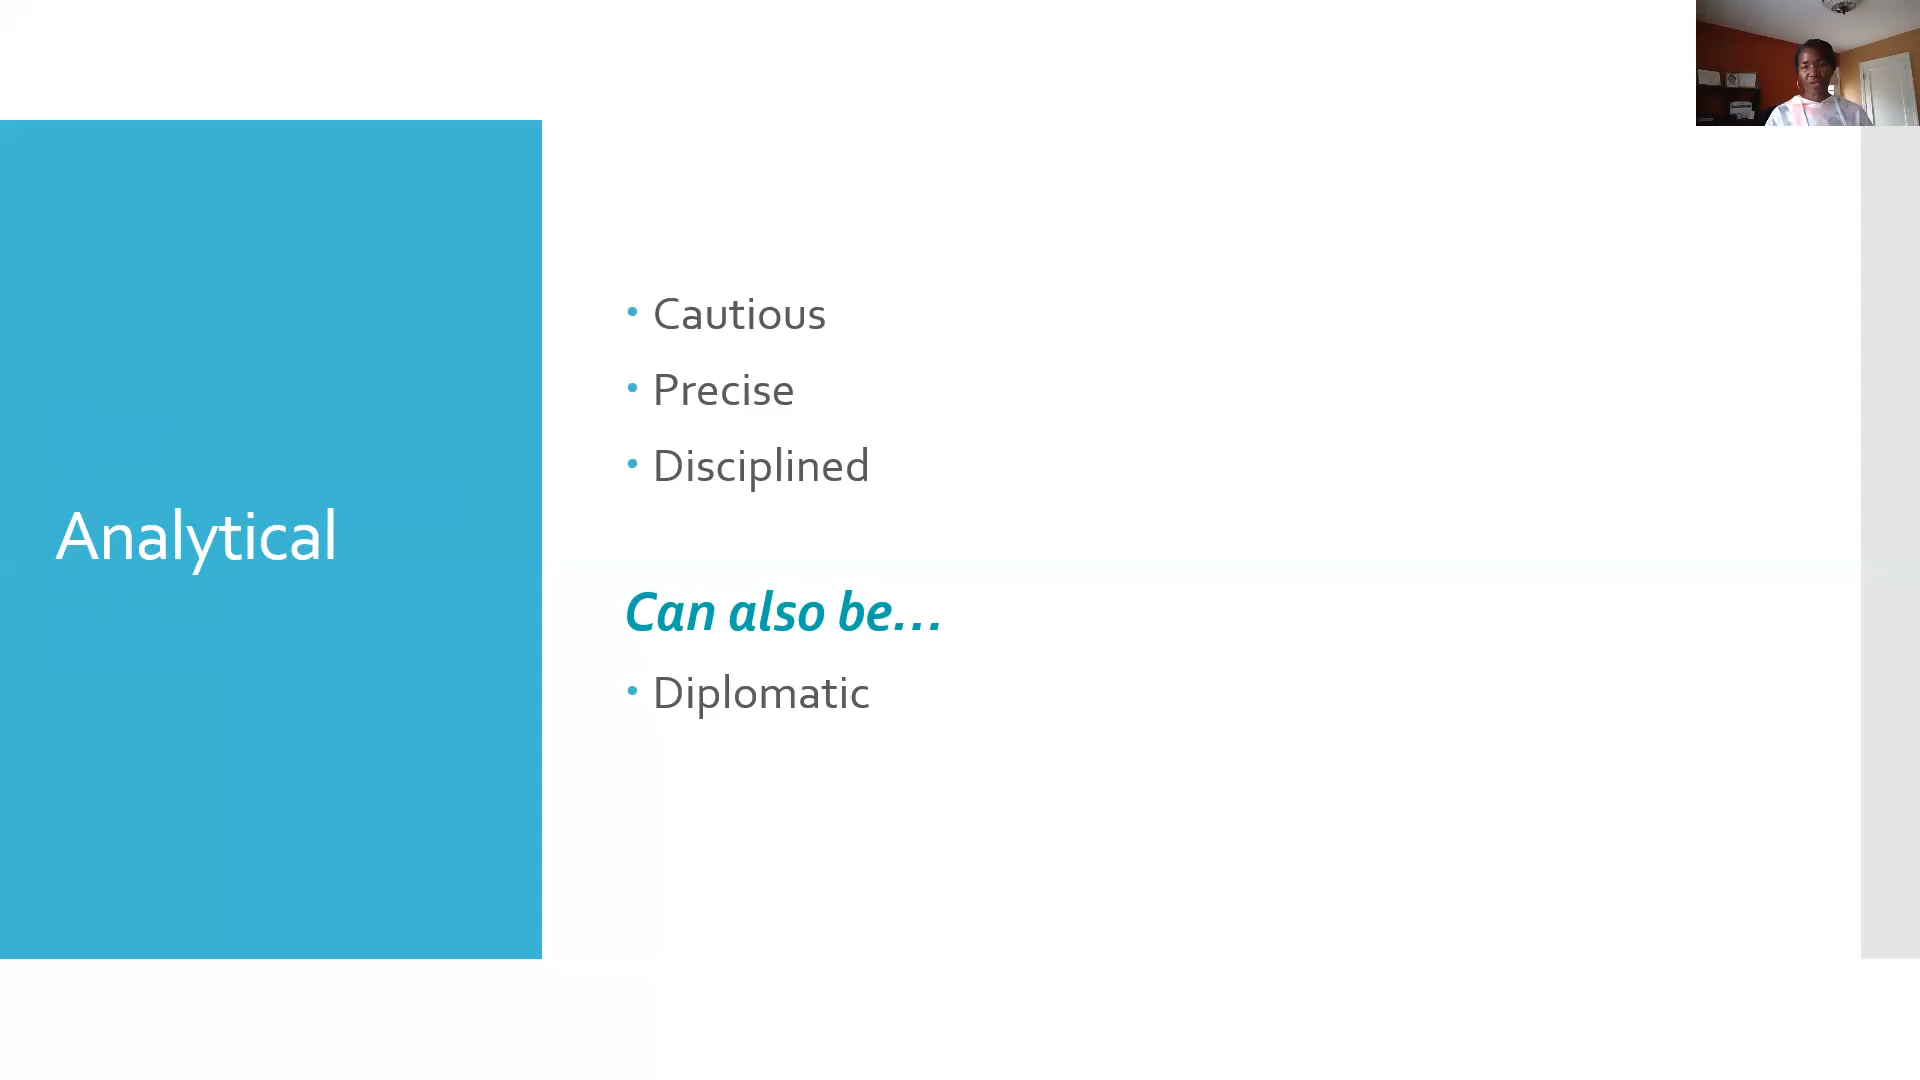 Analytical
Cautious
Precise
Disciplined
Can also be...
Diplomatic